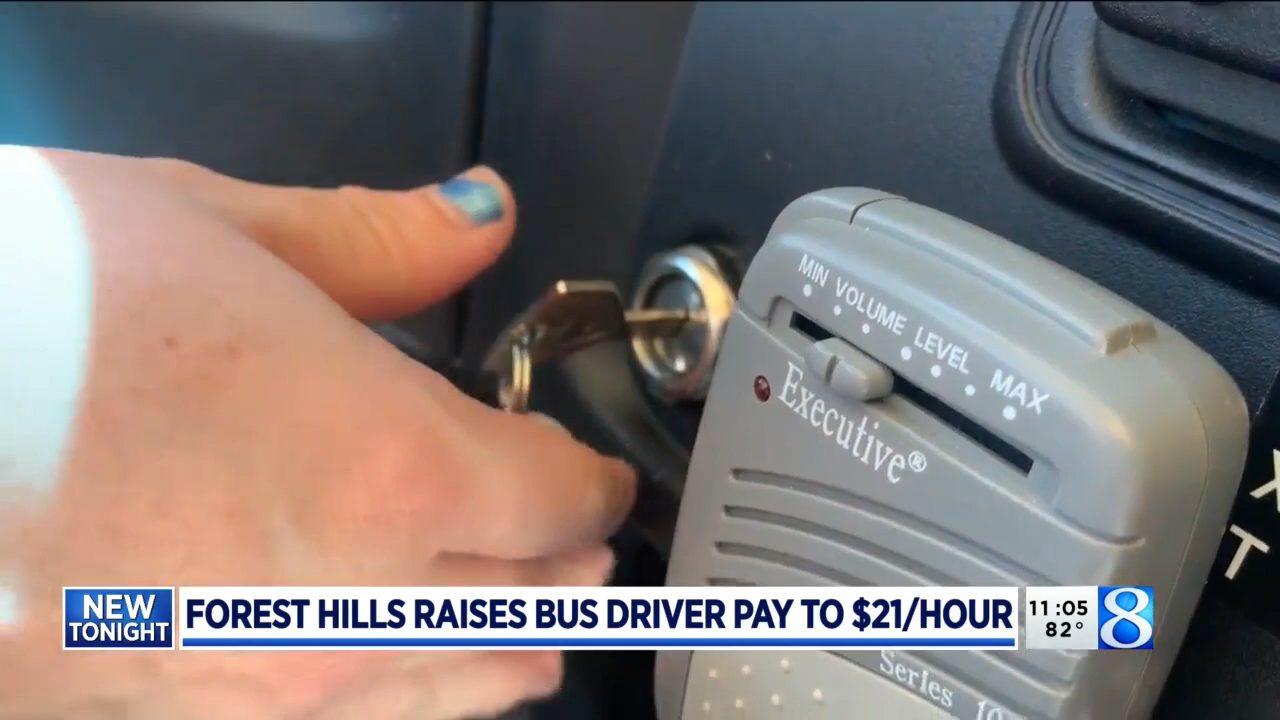 MIN VOLUME LEVEL MAX
Executive®
X
T
NEW
TONIGHT
FOREST HILLS RAISES BUS DRIVER PAY TO $21/HOUR
11:05
82°
8
Series 10